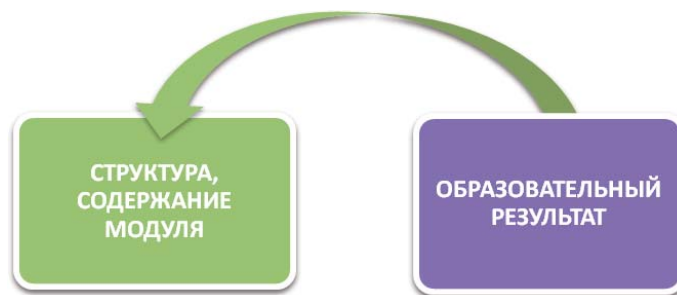 СТРУКТУРА,
СОДЕРЖАНИЕ
МОДУЛЯ
ОБРАЗОВАТЕЛЬНЫЙ
РЕЗУЛЬТАТ